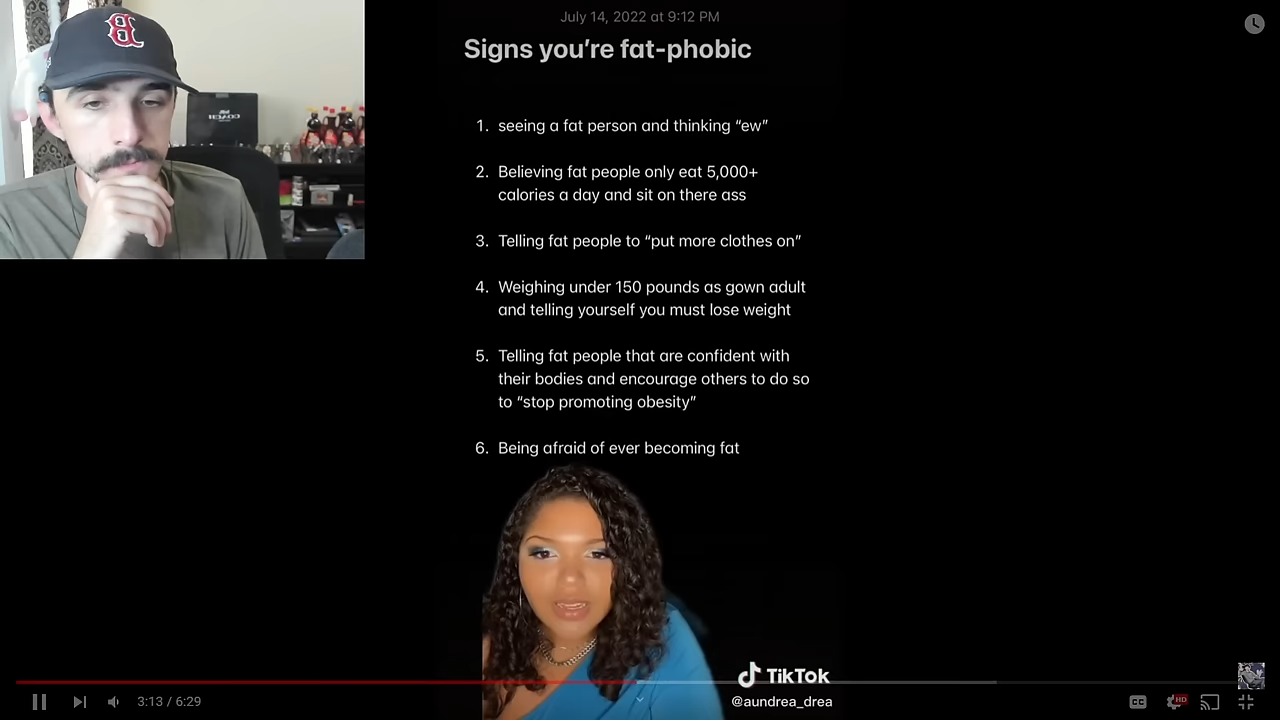 July 14, 2022 at 9:12 PM
Signs you're fat-phobic
1. seeing a fat person and thinking “ew”
2. Believing fat people only eat 5,000+
calories a day and sit on there ass
3. Telling fat people to “put more clothes on”
4. Weighing under 150 pounds as gown adult
and telling yourself you must lose weight
5. Telling fat people that are confident with
their bodies and encourage others to do so
to “stop promoting obesity”
6. Being afraid of ever becoming fat
TikTok
@aundrea_drea
3:13 / 6:29
CC
HD
B